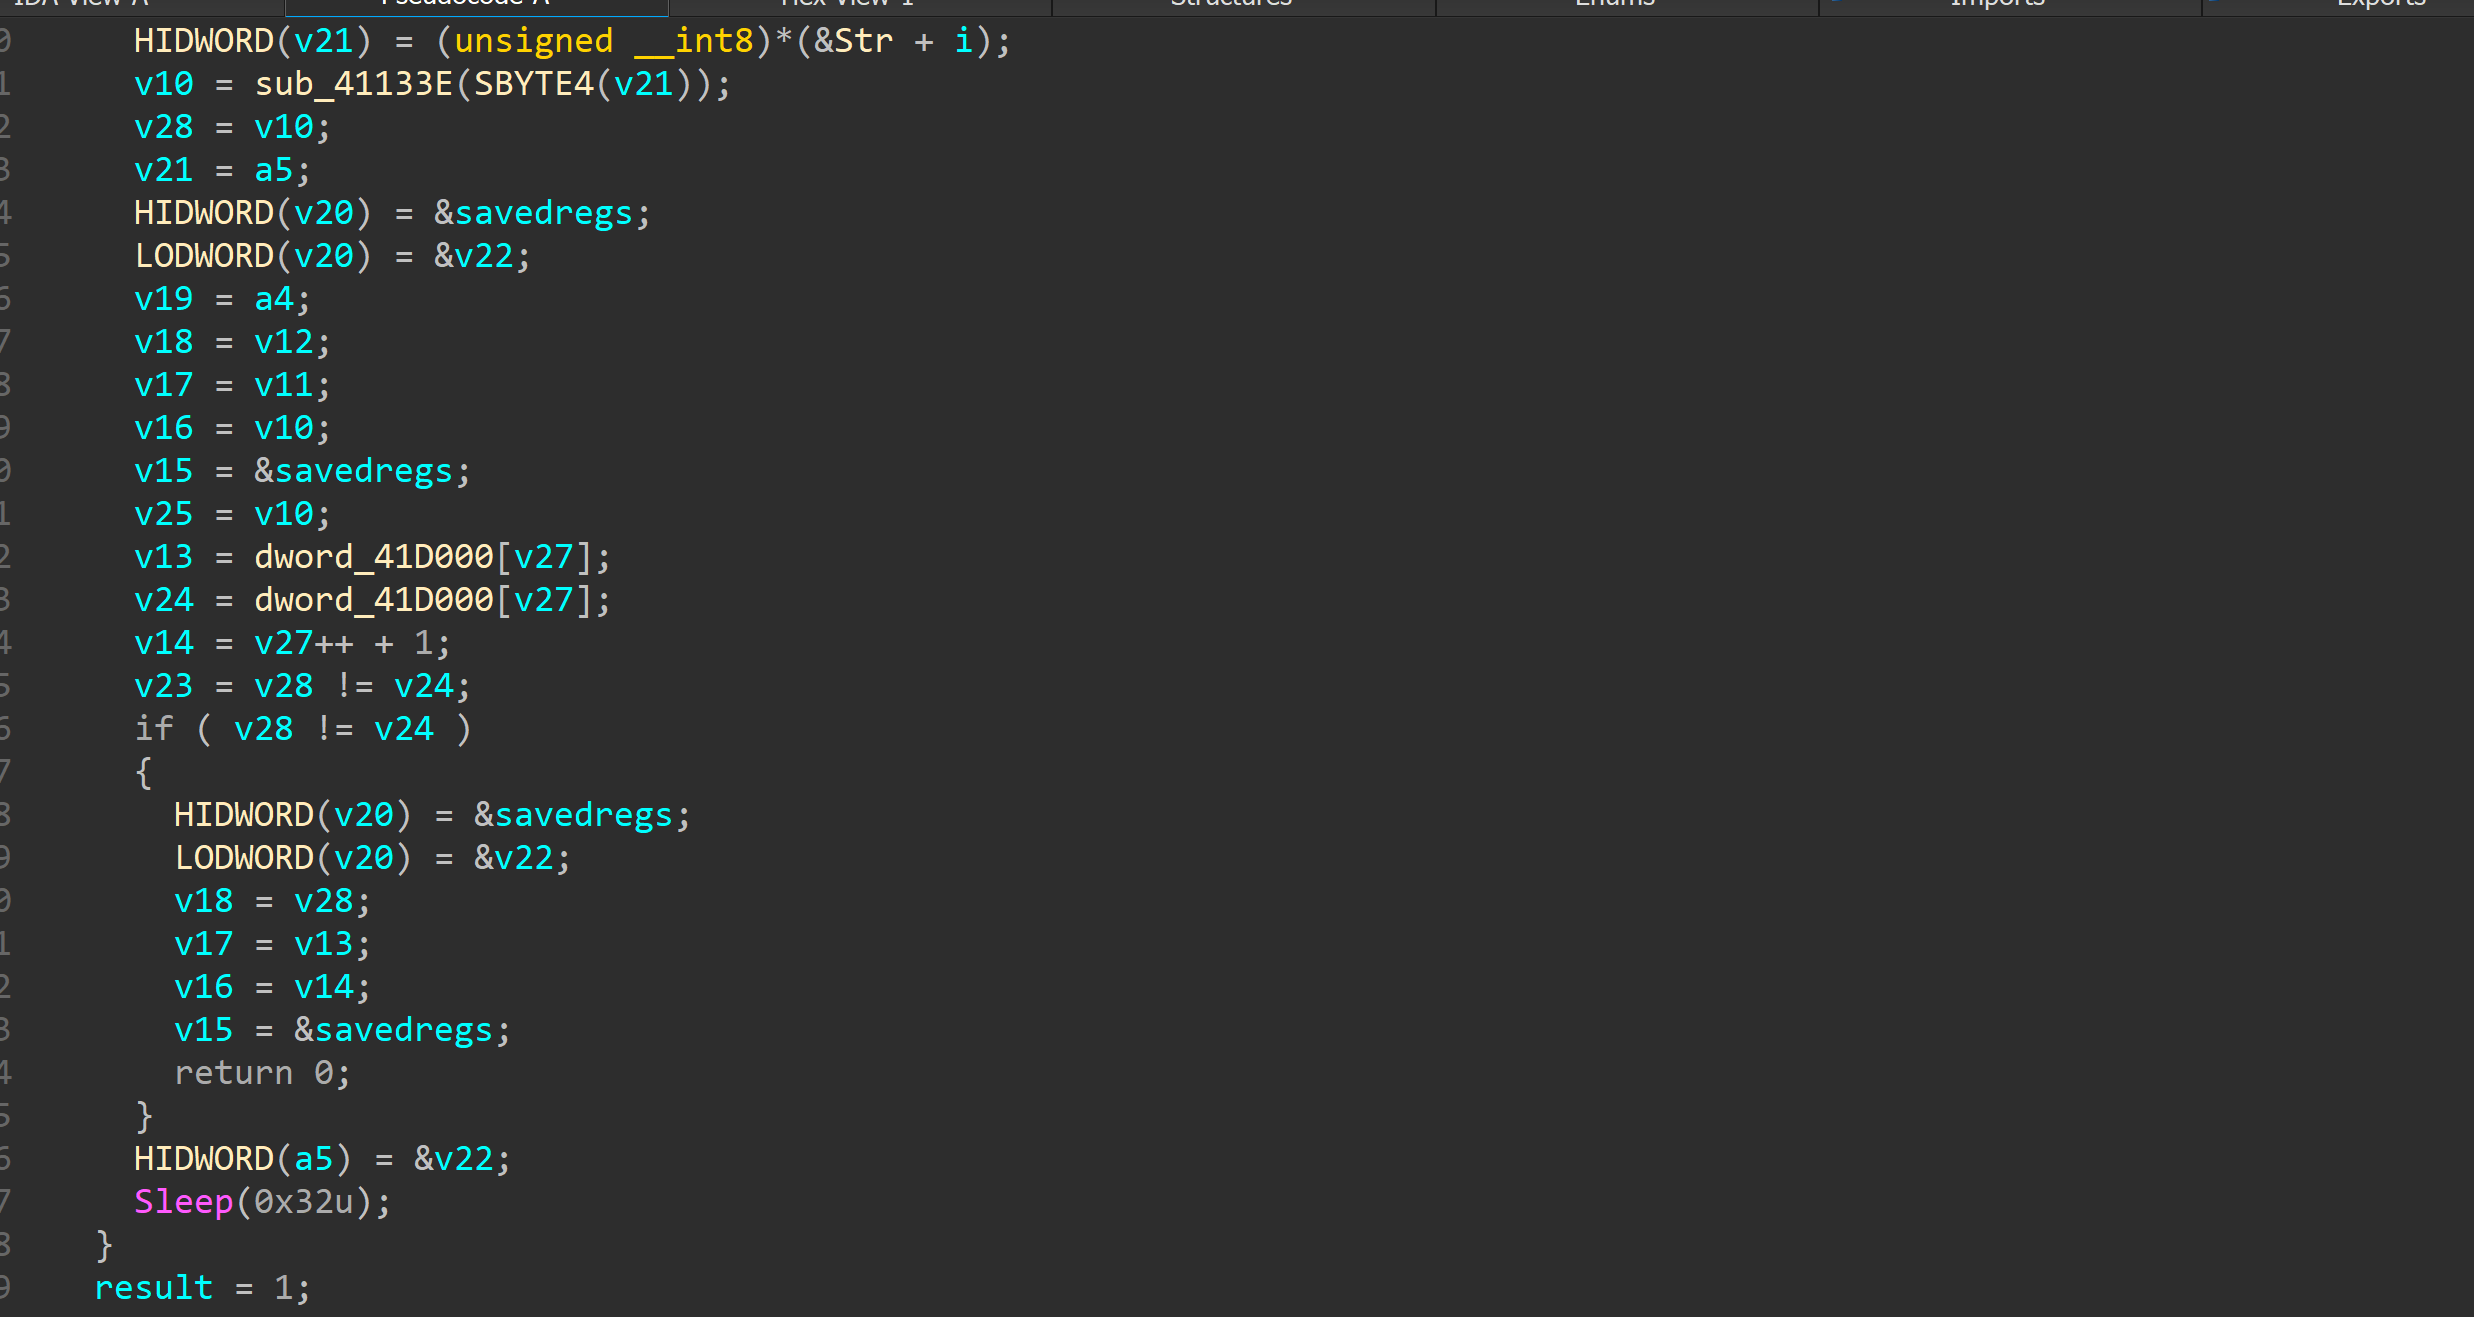 IDA View-A Pseudocode-A Hex View-1 Structures Enums Imports Exports
0 HIDWORD(v21) = (unsigned __int8)*(&Str + i);
1 v10 = sub_41133E(SBYTE4(v21));
2 v28 = v10;
3 v21 = a5;
4 HIDWORD(v20) = &savedregs;
5 LODWORD(v20) = &v22;
6 v19 = a4;
7 v18 = v12;
8 v17 = v11;
9 v16 = v10;
0 v15 = &savedregs;
1 v25 = v10;
2 v13 = dword_41D000[v27];
3 v24 = dword_41D000[v27];
4 v14 = v27++ + 1;
5 v23 = v28 != v24;
6 if ( v28 != v24 )
7 {
8 HIDWORD(v20) = &savedregs;
9 LODWORD(v20) = &v22;
0 v18 = v28;
1 v17 = v13;
2 v16 = v14;
3 v15 = &savedregs;
4 return 0;
5 }
6 HIDWORD(a5) = &v22;
7 Sleep(0x32u);
8 }
9 result = 1;